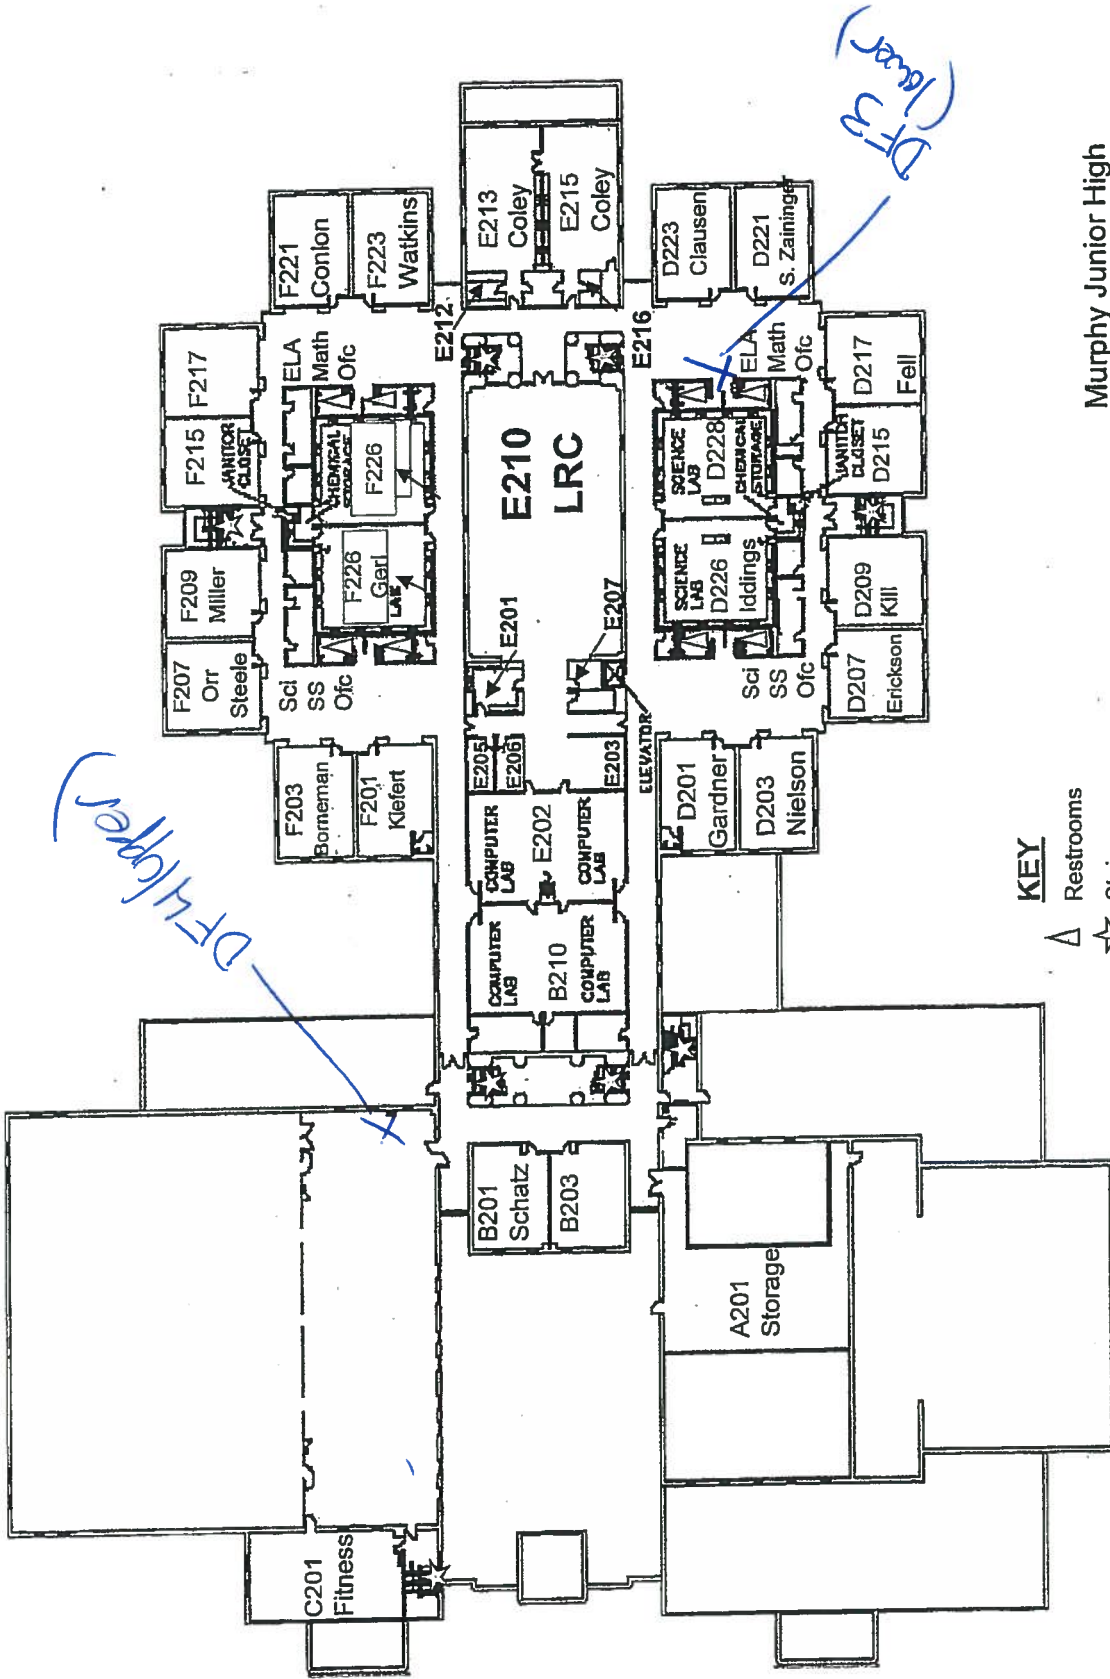 DF4 (upper)
DF3
(lower)
F207
Orr
Steele
F209
Miller
F215
JANITOR
CLOSET
F217
F203
Borneman
F201
Kiefert
Sci
SS
Ofc
F226
Gerl
LAB
CHEMICAL
STORAGE
F226
ELA
Math
Ofc
F221
Conlon
F223
Watkins
C201
Fitness
B201
Schatz
B203
COMPUTER
LAB
B210
COMPUTER
LAB
COMPUTER
LAB
E202
COMPUTER
LAB
E205
E206
E203
E201
E207
ELEVATOR
E210
LRC
E212
E216
E213
Coley
E215
Coley
A201
Storage
D201
Gardner
D203
Nielson
SCIENCE
LAB
D226
Iddings
SCIENCE
LAB
D228
CHEMICAL
STORAGE
Sci
SS
Ofc
ELA
Math
Ofc
D223
Clausen
D221
S. Zaininger
D207
Erickson
D209
Kill
JANITOR
CLOSET
D215
D217
Fell
KEY
Restrooms
Murphy Junior High